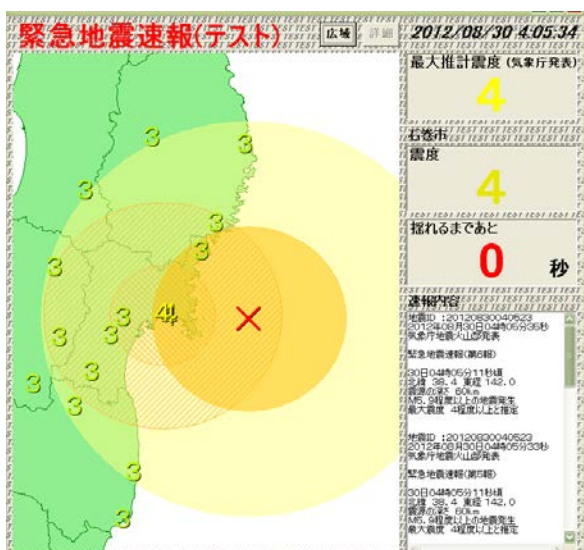 緊急地震速報(テスト)
広域
詳細
2012/08/30 4:05:34
最大推計震度 (気象庁発表)
4
石巻市
震度
4
揺れるまであと
0 秒
速報内容
地震ID :20120830040523
2012年08月30日04時05分35秒
気象庁地震火山部発表
緊急地震速報(第6報)
30日04時05分11秒頃
北緯 38.4 東経 142.0
震源の深さ 60km
M5.9程度以上の地震発生
最大震度 4程度以上と推定
地震ID :20120830040523
2012年08月30日04時05分33秒
気象庁地震火山部発表
緊急地震速報(第5報)
30日04時05分11秒頃
北緯 38.4 東経 142.0
震源の深さ 60km
M5.9程度以上の地震発生
最大震度 4程度以上と推定
3
3
3
3
3
3
4
3
3
3
3
3
3
3
3